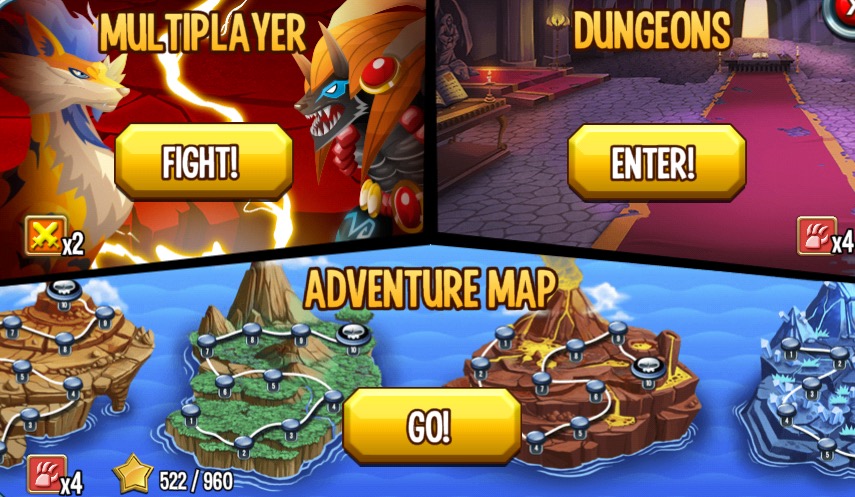 MULTIPLAYER
FIGHT!
x2
DUNGEONS
ENTER!
x4
ADVENTURE MAP
GO!
x4
522 / 960